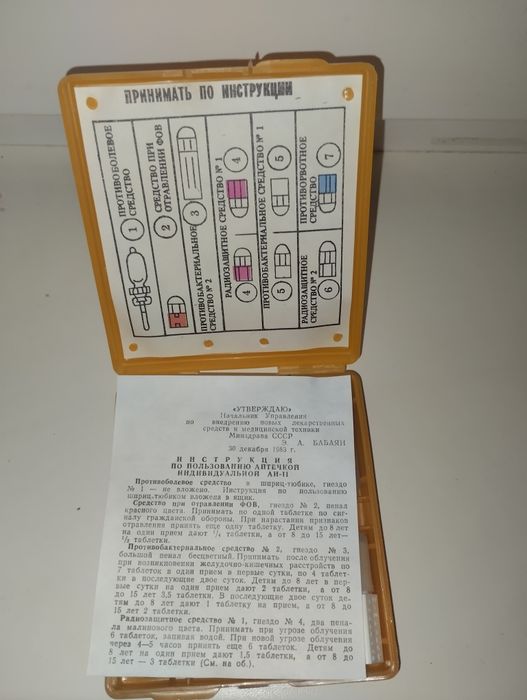 ПРИНИМАТЬ ПО ИНСТРУКЦИИ
1 ПРОТИВОБОЛЕВОЕ
СРЕДСТВО
2 СРЕДСТВО ПРИ
ОТРАВЛЕНИИ ФОВ
3
ПРОТИВОБАКТЕРИАЛЬНОЕ
СРЕДСТВО № 2
РАДИОЗАЩИТНОЕ СРЕДСТВО № 1
4
4
ПРОТИВОБАКТЕРИАЛЬНОЕ СРЕДСТВО № 1
5
5
РАДИОЗАЩИТНОЕ
СРЕДСТВО № 2
6
ПРОТИВОРВОТНОЕ
СРЕДСТВО
7
«УТВЕРЖДАЮ»
Начальник Управления
по внедрению новых лекарственных
средств и медицинской техники
Минздрава СССР
Э. А. БАБАЯН
30 декабря 1983 г.
ИНСТРУКЦИЯ
ПО ПОЛЬЗОВАНИЮ АПТЕЧКОЙ
ИНДИВИДУАЛЬНОЙ АИ-II
Противоболевое средство в шприц-тюбике, гнездо
№ 1 — не вложено. Инструкция по пользованию
шприц.тюбиком вложена в ящик.
Средство при отравлении ФОВ, гнездо № 2, пенал
красного цвета. Принимать по одной таблетке по сиг-
налу гражданской обороны. При нарастании признаков
отравления принять еще одну таблетку. Детям до 8 лет
на один прием дают ¼ таблетки, а от 8 до 15 лет—
½ таблетки.
Противобактериальное средство № 2, гнездо № 3,
большой пенал бесцветный. Принимать после облучения
при возникновении желудочно-кишечных расстройств по
7 таблеток в один прием в первые сутки, по 4 таблет-
ки в последующие двое суток. Детям до 8 лет в пер-
вые сутки на один прием дают 2 таблетки, а от 8
до 15 лет 3,5 таблетки. В последующие двое суток де-
тям до 8 лет дают 1 таблетку на прием, а от 8 до
15 лет 2 таблетки.
Радиозащитное средство № 1, гнездо № 4, два пена-
ла малинового цвета. Принимать при угрозе облучения
6 таблеток, запивая водой. При новой угрозе облучения
через 4—5 часов принять еще 6 таблеток. Детям до
8 лет на один прием дают 1,5 таблетки, а от 8 до
15 лет — 3 таблетки (См. на об.).